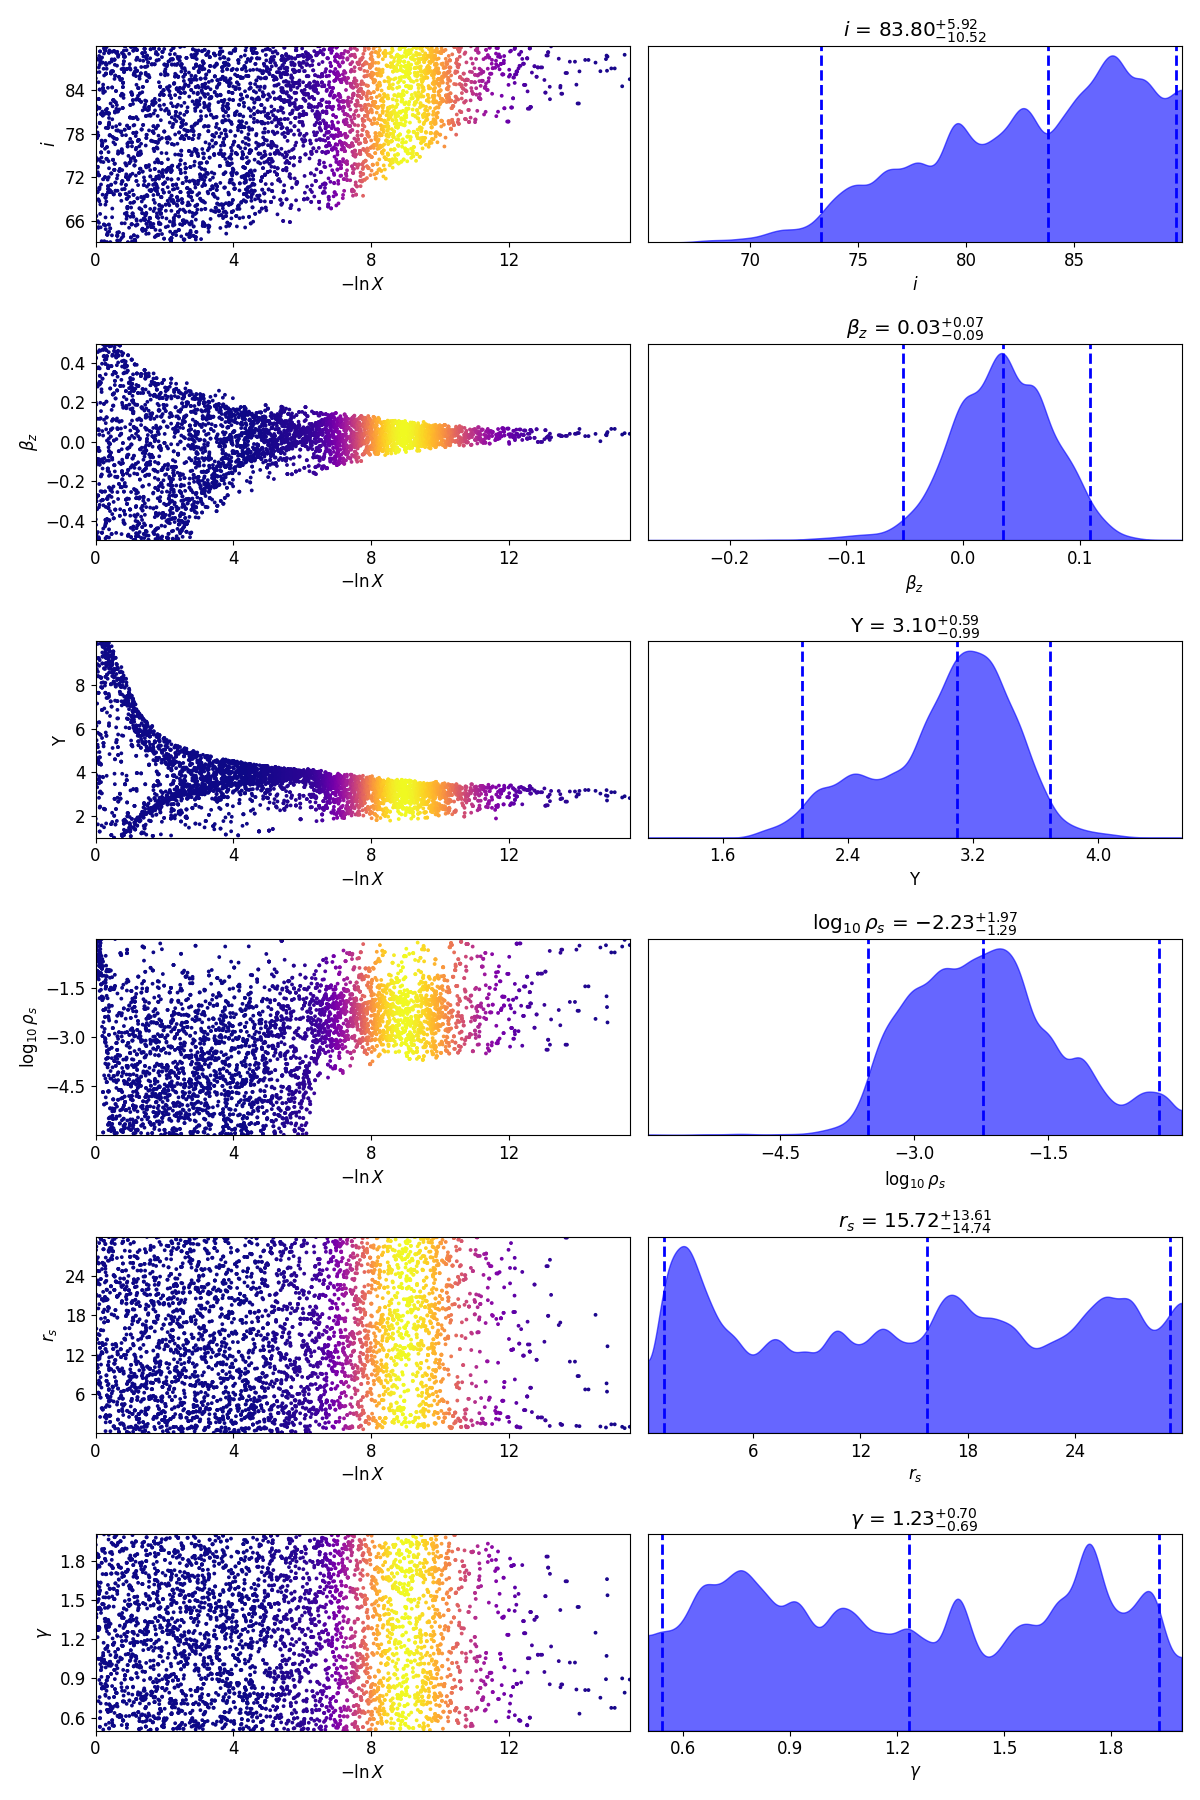 i = 83.80+5.92 −10.52
84
78
72
66
i
0 4 8 12
−ln X
70 75 80 85
i
βz = 0.03+0.07 −0.09
0.4
0.2
0.0
−0.2
−0.4
βz
0 4 8 12
−ln X
−0.2 −0.1 0.0 0.1
βz
Y = 3.10+0.59 −0.99
8
6
4
2
Y
0 4 8 12
−ln X
1.6 2.4 3.2 4.0
Y
log10 ρs = −2.23+1.97 −1.29
−1.5
−3.0
−4.5
log10 ρs
0 4 8 12
−ln X
−4.5 −3.0 −1.5
log10 ρs
rs = 15.72+13.61 −14.74
24
18
12
6
rs
0 4 8 12
−ln X
6 12 18 24
rs
γ = 1.23+0.70 −0.69
1.8
1.5
1.2
0.9
0.6
γ
0 4 8 12
−ln X
0.6 0.9 1.2 1.5 1.8
γ